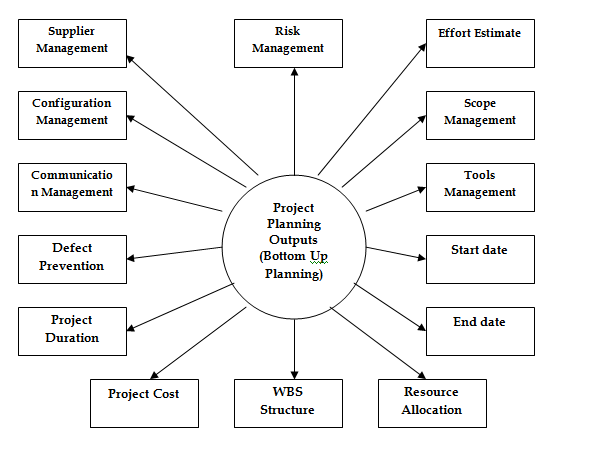 Supplier
Management
Risk
Management
Effort Estimate
Configuration
Management
Scope
Management
Communicatio
n Management
Tools
Management
Project
Planning
Outputs
(Bottom Up
Planning)
Defect
Prevention
Start date
Project
Duration
End date
Project Cost
WBS
Structure
Resource
Allocation